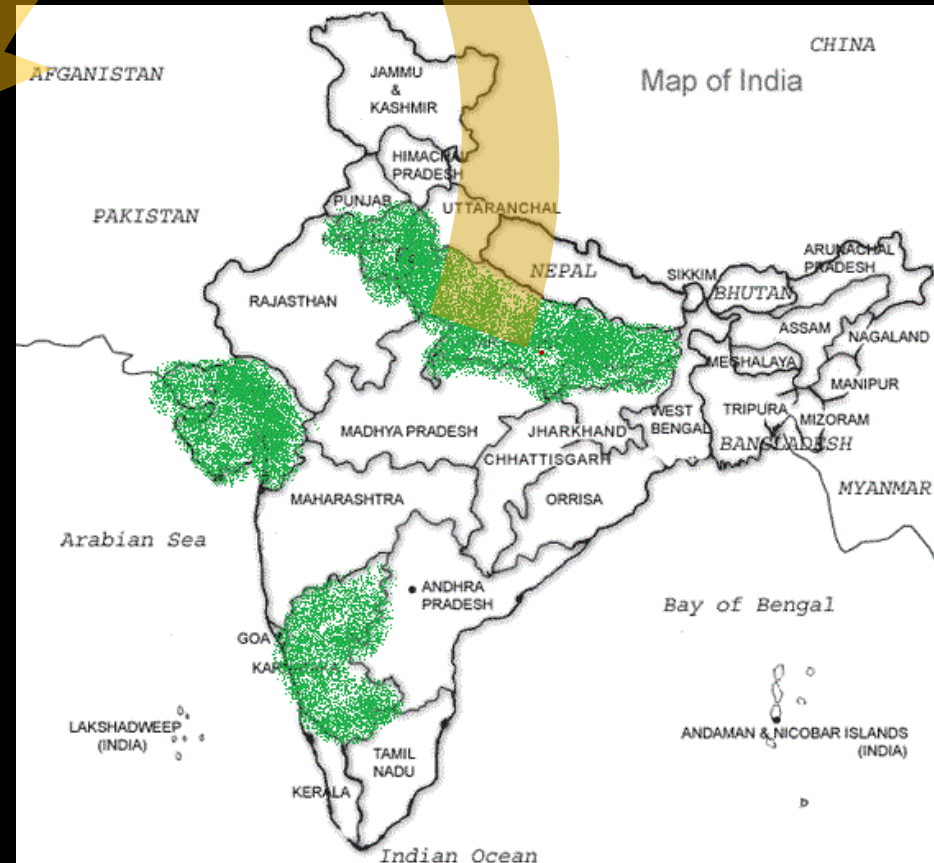 CHINA
AFGANISTAN
Map of India
JAMMU
&
KASHMIR
HIMACHAL
PRADESH
PUNJAB
UTTARANCHAL
PAKISTAN
NEPAL
SIKKIM
ARUNACHAL
PRADESH
BHUTAN
RAJASTHAN
ASSAM
NAGALAND
MEGHALAYA
MANIPUR
WEST
BENGAL
TRIPURA
MIZORAM
MADHYA PRADESH
JHARKHAND
BANGLADESH
CHHATTISGARH
MYANMAR
MAHARASHTRA
ORRISA
Arabian Sea
ANDHRA
PRADESH
Bay of Bengal
GOA
LAKSHADWEEP
(INDIA)
ANDAMAN & NICOBAR ISLANDS
(INDIA)
TAMIL
NADU
KERALA
Indian Ocean